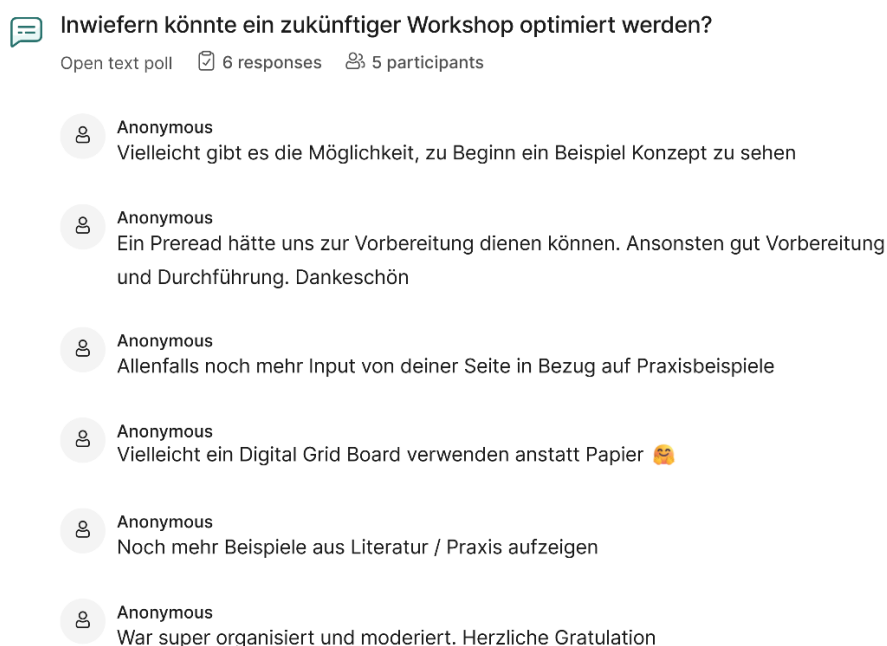 Inwiefern könnte ein zukünftiger Workshop optimiert werden?
Open text poll 6 responses 5 participants
Anonymous
Vielleicht gibt es die Möglichkeit, zu Beginn ein Beispiel Konzept zu sehen
Anonymous
Ein Preread hätte uns zur Vorbereitung dienen können. Ansonsten gut Vorbereitung
und Durchführung. Dankeschön
Anonymous
Allenfalls noch mehr Input von deiner Seite in Bezug auf Praxisbeispiele
Anonymous
Vielleicht ein Digital Grid Board verwenden anstatt Papier 🤗
Anonymous
Noch mehr Beispiele aus Literatur / Praxis aufzeigen
Anonymous
War super organisiert und moderiert. Herzliche Gratulation